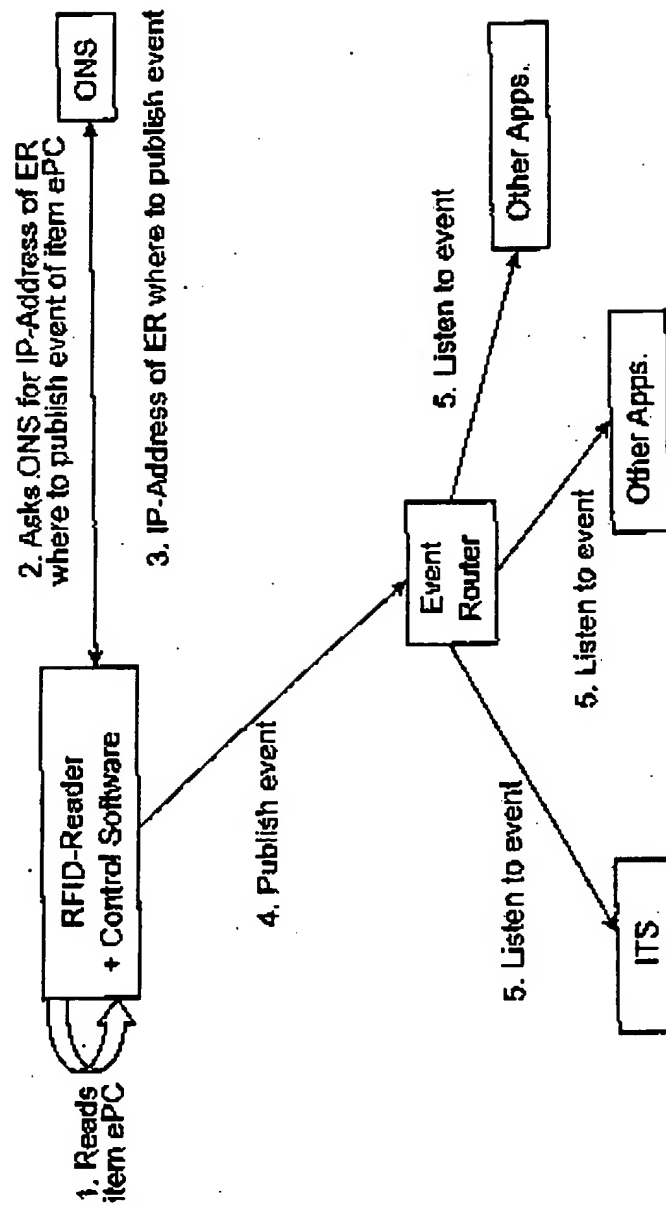 1. Reads
item ePC
RFID-Reader
+ Control Software
2. Asks ONS for IP-Address of ER
where to publish event of item ePC
ONS
3. IP-Address of ER where to publish event
4. Publish event
Event
Router
5. Listen to event
ITS
5. Listen to event
Other Apps.
5. Listen to event
Other Apps.